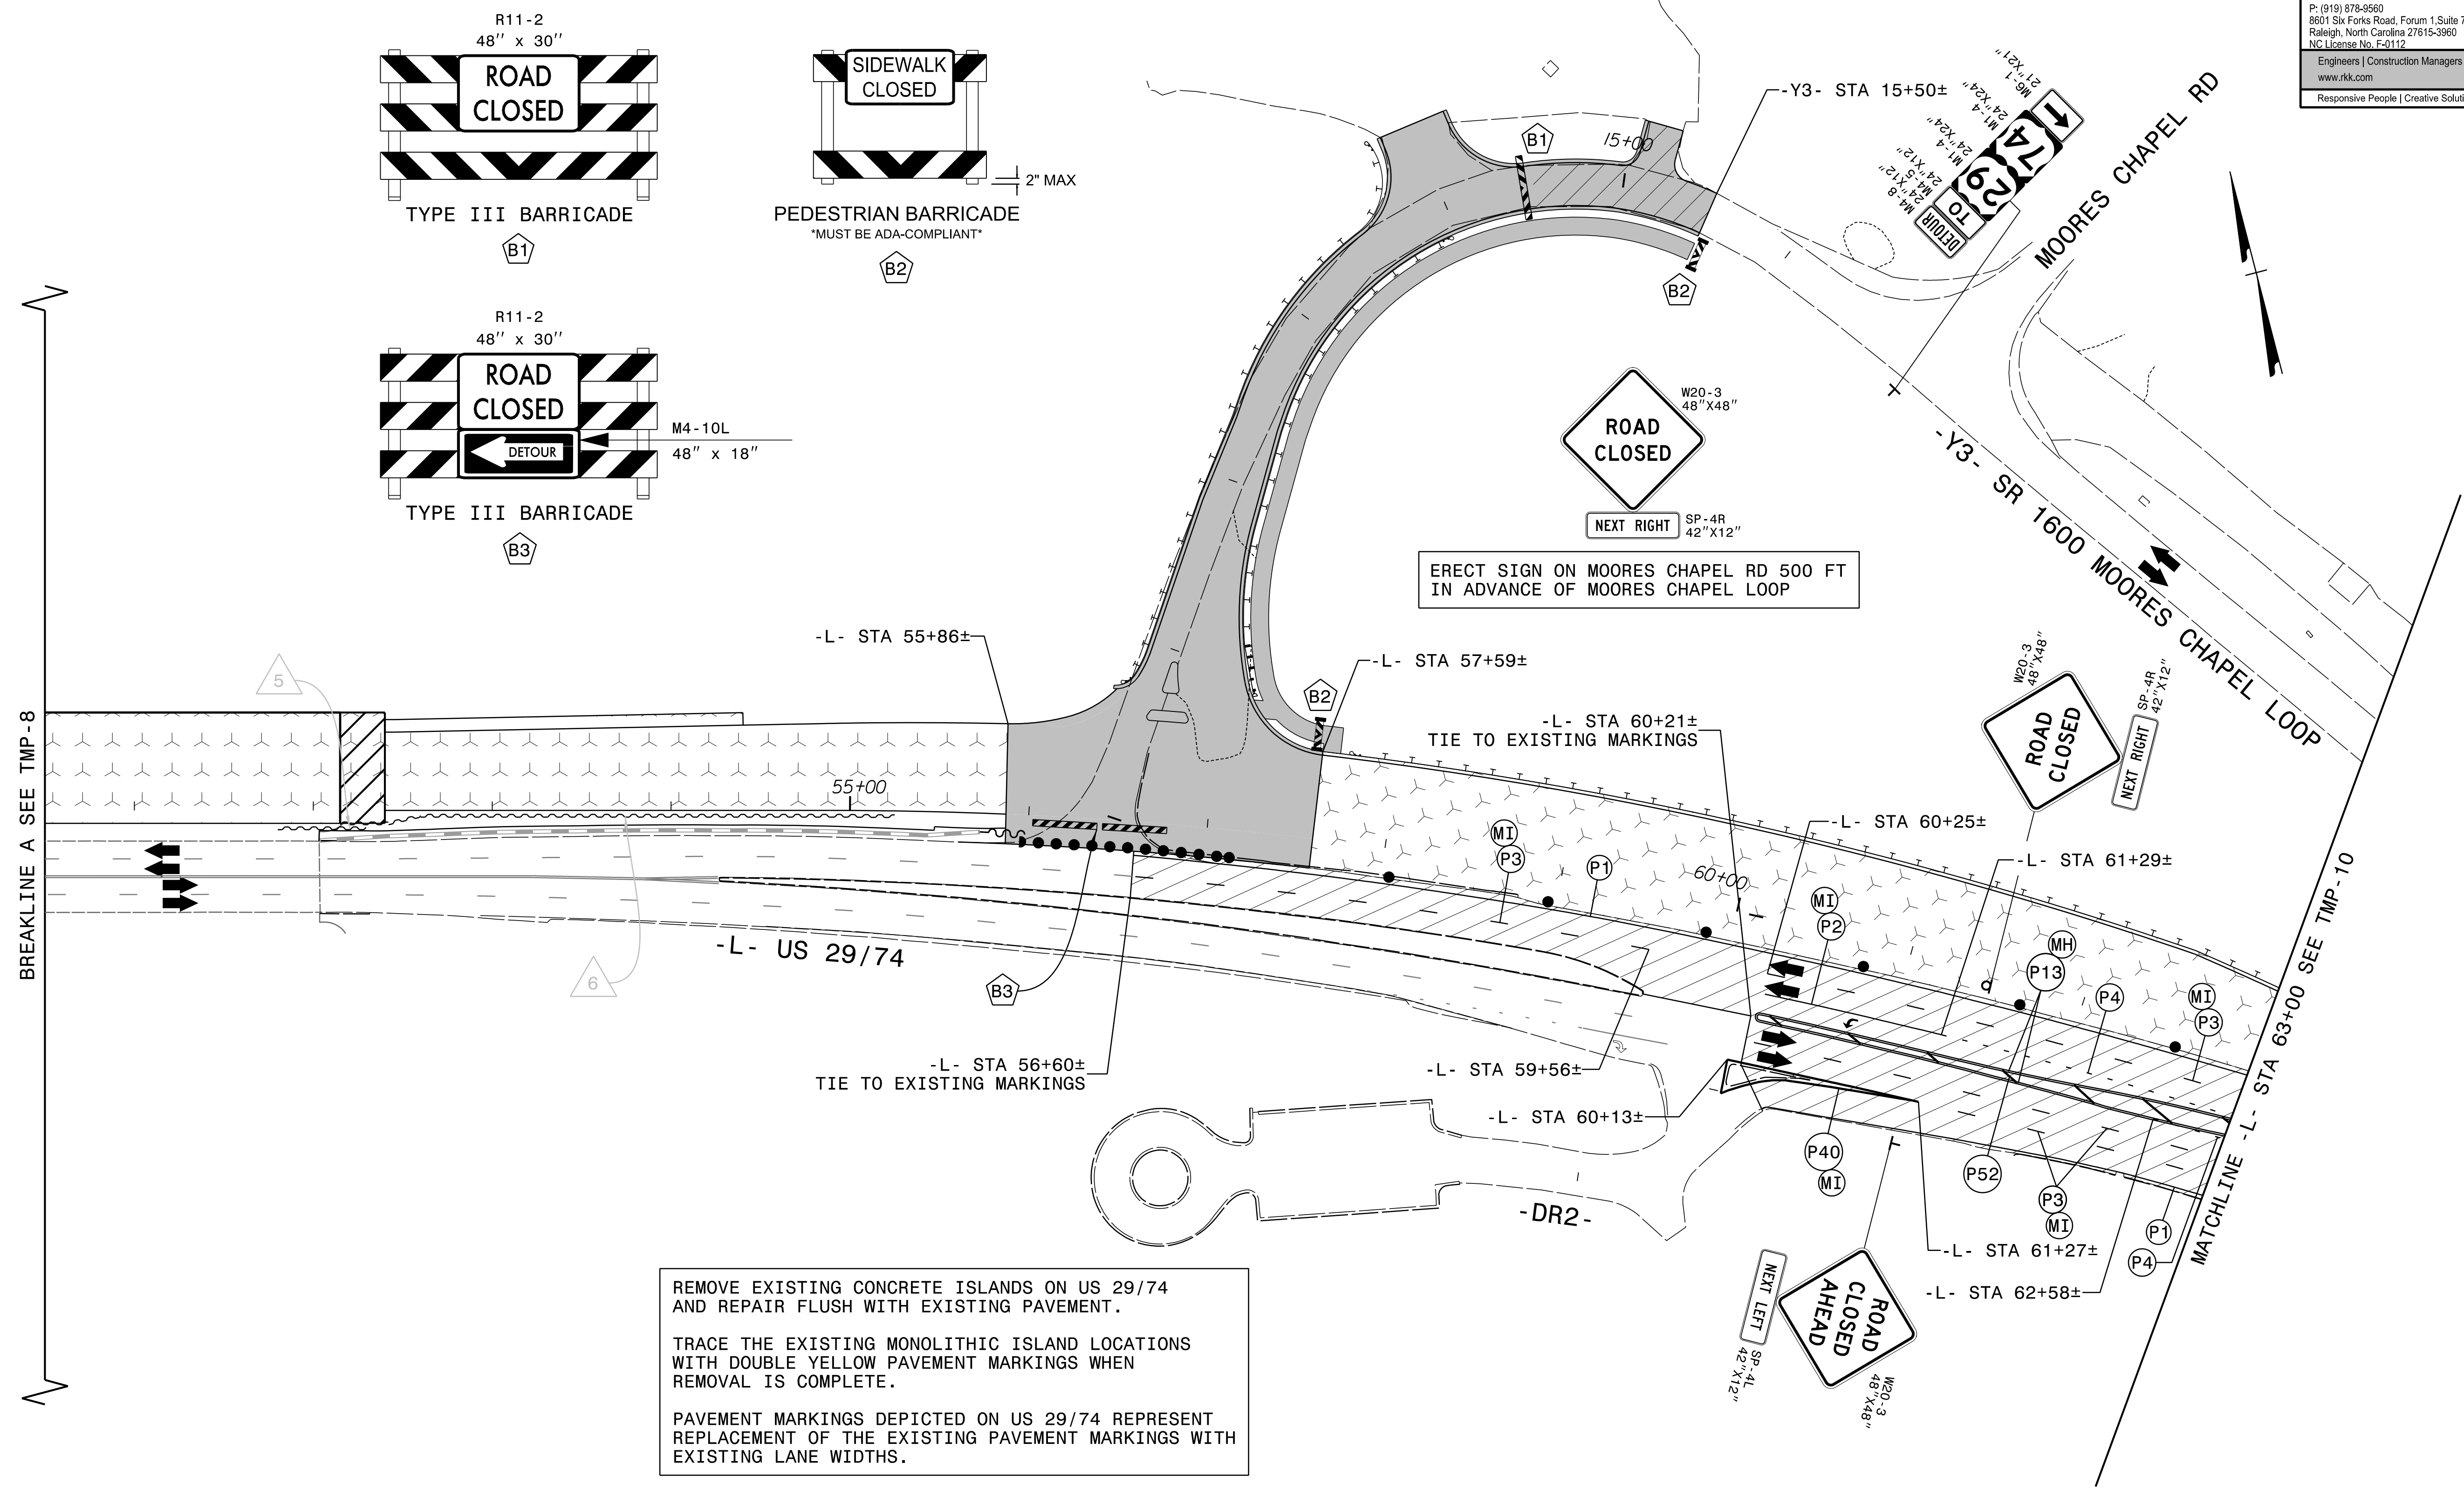 R11-2
48" x 30"
ROAD
CLOSED
TYPE III BARRICADE
B1
SIDEWALK
CLOSED
2" MAX
PEDESTRIAN BARRICADE
*MUST BE ADA-COMPLIANT*
B2
R11-2
48" x 30"
ROAD
CLOSED
DETOUR
M4-10L
48" x 18"
TYPE III BARRICADE
B3
P: (919) 878-9560
8601 Six Forks Road, Forum 1,Suite 7
Raleigh, North Carolina 27615-3960
NC License No. F-0112
Engineers | Construction Managers
www.rkk.com
Responsive People | Creative Soluti
-Y3- STA 15+50±
B1
15+00
B2
M6-1
21"X21"
M1-4
24"X24"
M1-4
24"X24"
M4-5
24"X12"
M4-8
24"X12"
DETOUR
TO
29
74
MOORES CHAPEL RD
ROAD
CLOSED
W20-3
48"X48"
NEXT RIGHT
SP-4R
42"X12"
ERECT SIGN ON MOORES CHAPEL RD 500 FT
IN ADVANCE OF MOORES CHAPEL LOOP
-Y3- SR 1600 MOORES CHAPEL LOOP
-L- STA 55+86±
-L- STA 57+59±
B2
-L- STA 60+21±
TIE TO EXISTING MARKINGS
W20-3
48"X48"
ROAD
CLOSED
NEXT RIGHT
SP-4R
42"X12"
5
BREAKLINE A SEE TMP-8
55+00
MI
P3
P1
60+00
-L- STA 60+25±
-L- STA 61+29±
MI
P2
MH
P13
P4
MI
P3
-L- US 29/74
6
B3
-L- STA 56+60±
TIE TO EXISTING MARKINGS
-L- STA 59+56±
-L- STA 60+13±
P40
MI
P52
P3
MI
P1
P4
-DR2-
-L- STA 61+27±
-L- STA 62+58±
MATCHLINE -L- STA 63+00 SEE TMP-10
NEXT LEFT
SP-4L
42"X12"
ROAD
CLOSED
AHEAD
W20-3
48"X48"
REMOVE EXISTING CONCRETE ISLANDS ON US 29/74
AND REPAIR FLUSH WITH EXISTING PAVEMENT.
TRACE THE EXISTING MONOLITHIC ISLAND LOCATIONS
WITH DOUBLE YELLOW PAVEMENT MARKINGS WHEN
REMOVAL IS COMPLETE.
PAVEMENT MARKINGS DEPICTED ON US 29/74 REPRESENT
REPLACEMENT OF THE EXISTING PAVEMENT MARKINGS WITH
EXISTING LANE WIDTHS.